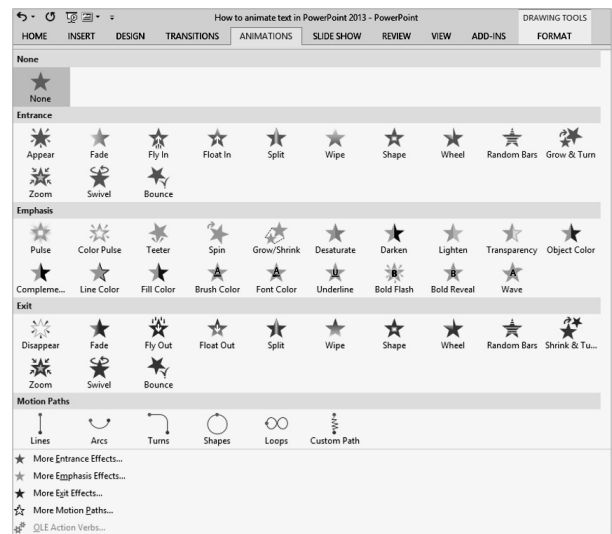 How to animate text in PowerPoint 2013 - PowerPoint
DRAWING TOOLS
HOME INSERT DESIGN TRANSITIONS ANIMATIONS SLIDE SHOW REVIEW VIEW ADD-INS FORMAT
None
None
Entrance
Appear Fade Fly In Float In Split Wipe Shape Wheel Random Bars Grow & Turn
Zoom Swivel Bounce
Emphasis
Pulse Color Pulse Teeter Spin Grow/Shrink Desaturate Darken Lighten Transparency Object Color
Compleme... Line Color Fill Color Brush Color Font Color Underline Bold Flash Bold Reveal Wave
Exit
Disappear Fade Fly Out Float Out Split Wipe Shape Wheel Random Bars Shrink & Tu...
Zoom Swivel Bounce
Motion Paths
Lines Arcs Turns Shapes Loops Custom Path
More Entrance Effects...
More Emphasis Effects...
More Exit Effects...
More Motion Paths...
OLE Action Verbs...